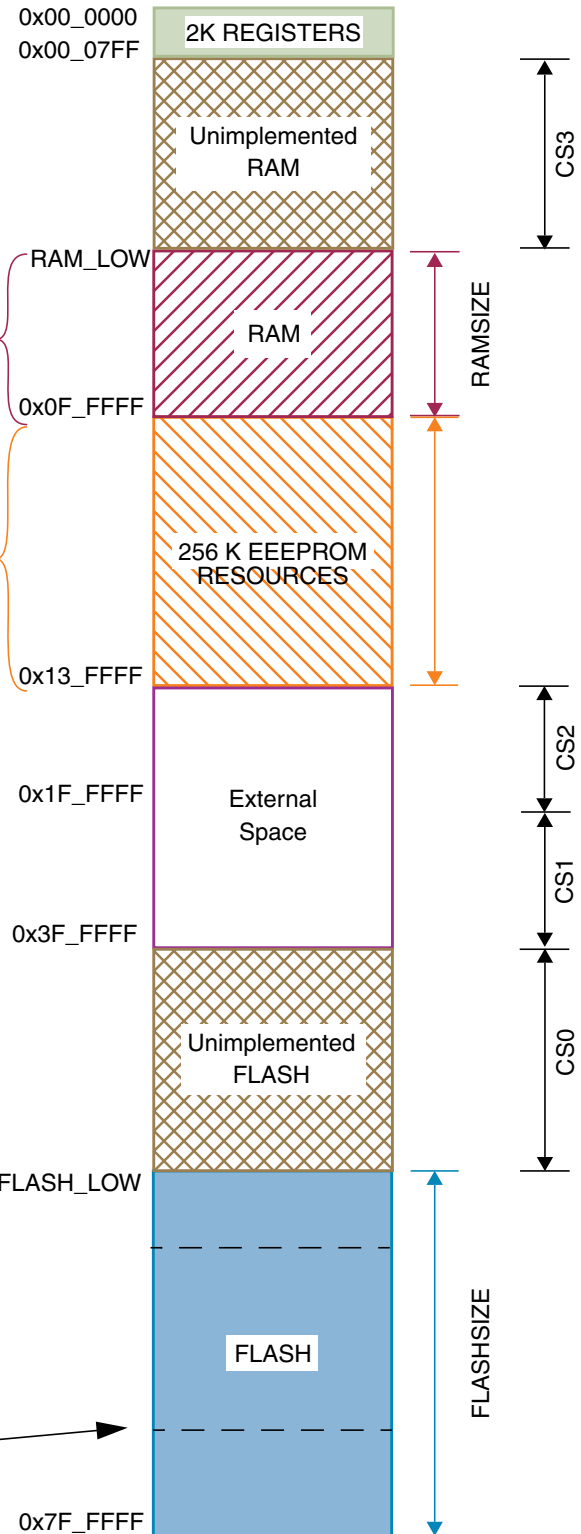 0x00_0000
2K REGISTERS
0x00_07FF
Unimplemented
RAM
CS3
RAM_LOW
RAM
RAMSIZE
0x0F_FFFF
256 K EEEPROM
RESOURCES
0x13_FFFF
CS2
0x1F_FFFF
External
Space
CS1
0x3F_FFFF
Unimplemented
FLASH
CS0
FLASH_LOW
FLASH
FLASHSIZE
0x7F_FFFF